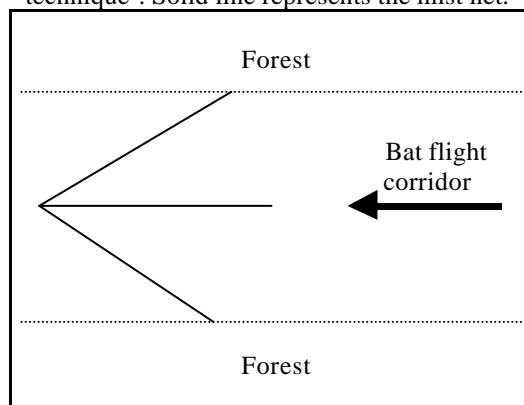 technique". Solid line represents the mist net.
Forest
Bat flight
corridor
Forest